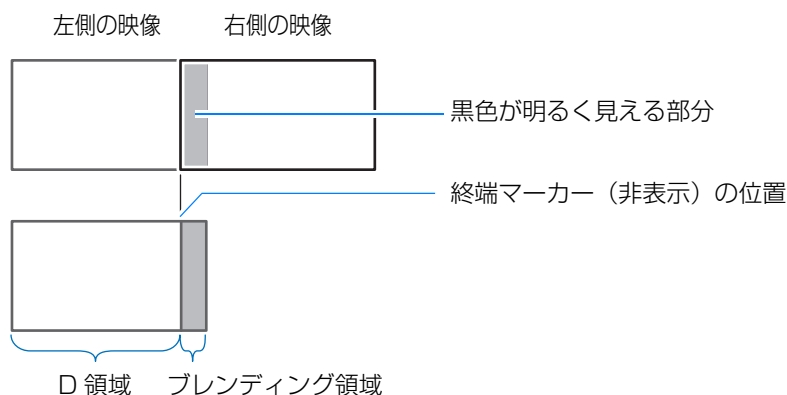 左側の映像
右側の映像
黒色が明るく見える部分
終端マーカー（非表示）の位置
D 領域
ブレンディング領域